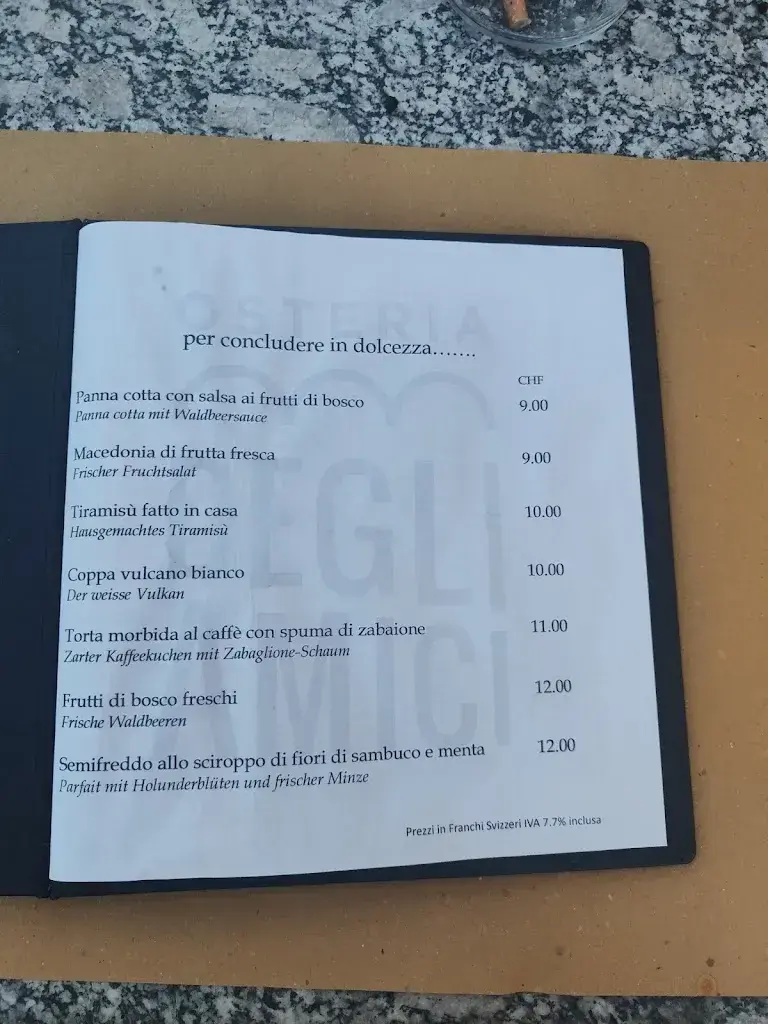 OSTERIA
per concludere in dolcezza.......
CHF
Panna cotta con salsa ai frutti di bosco 9.00
Panna cotta mit Waldbeersauce
Macedonia di frutta fresca 9.00
Frischer Fruchtsalat
Tiramisù fatto in casa 10.00
Hausgemachtes Tiramisù
Coppa vulcano bianco 10.00
Der weisse Vulkan
Torta morbida al caffè con spuma di zabaione 11.00
Zarter Kaffeekuchen mit Zabaglione-Schaum
Frutti di bosco freschi 12.00
Frische Waldbeeren
Semifreddo allo sciroppo di fiori di sambuco e menta 12.00
Parfait mit Holunderblüten und frischer Minze
Prezzi in Franchi Svizzeri IVA 7.7% inclusa
AMICI